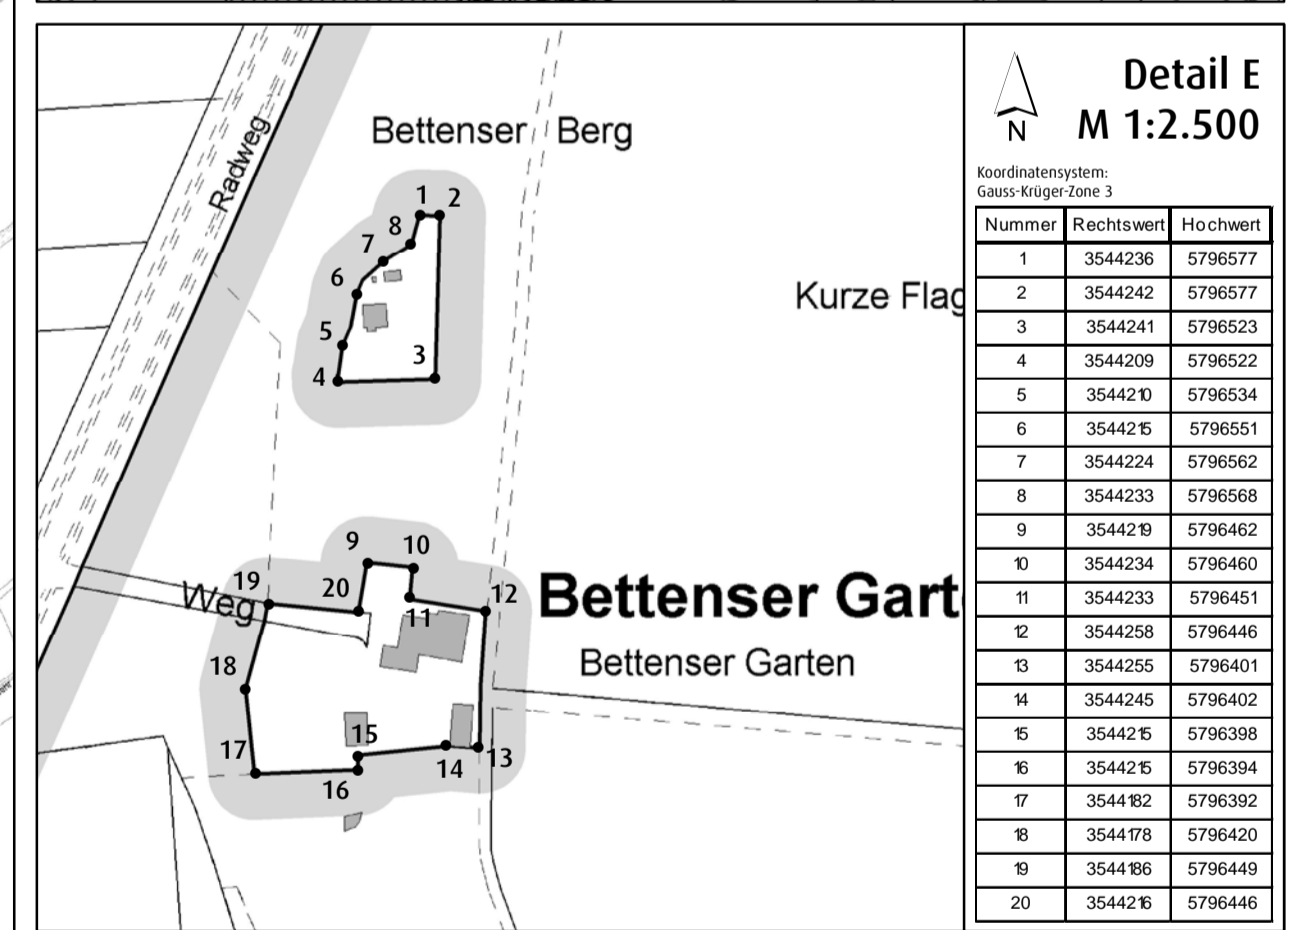 Radweg
Bettenser Berg
1 2
8
7
6
5
3
4
Kurze Flag
9 10
19 20 12
11
Weg
Bettenser Gart
Bettenser Garten
18
15
17 14 13
16
Detail E
M 1:2.500
N
Koordinatensystem:
Gauss-Krüger-Zone 3
Nummer Rechtswert Hochwert
1 3544236 5796577
2 3544242 5796577
3 3544241 5796523
4 3544209 5796522
5 3544210 5796534
6 3544215 5796551
7 3544224 5796562
8 3544233 5796568
9 3544219 5796462
10 3544234 5796460
11 3544233 5796451
12 3544258 5796446
13 3544255 5796401
14 3544245 5796402
15 3544215 5796398
16 3544215 5796394
17 3544182 5796392
18 3544178 5796420
19 3544186 5796449
20 3544216 5796446